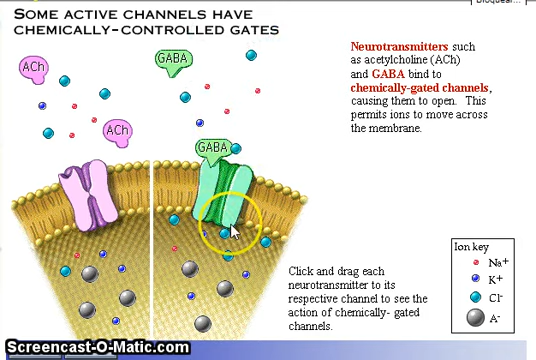 Bloquear...
SOME ACTIVE CHANNELS HAVE
CHEMICALLY-CONTROLLED GATES
ACh
GABA
ACh
GABA
Neurotransmitters such
as acetylcholine (ACh)
and GABA bind to
chemically-gated channels,
causing them to open. This
permits ions to move across
the membrane.
Click and drag each
neurotransmitter to its
respective channel to see the
action of chemically- gated
channels.
Ion key
Na+
K+
Cl-
A-
SCREENCAST-O-MATIC.com